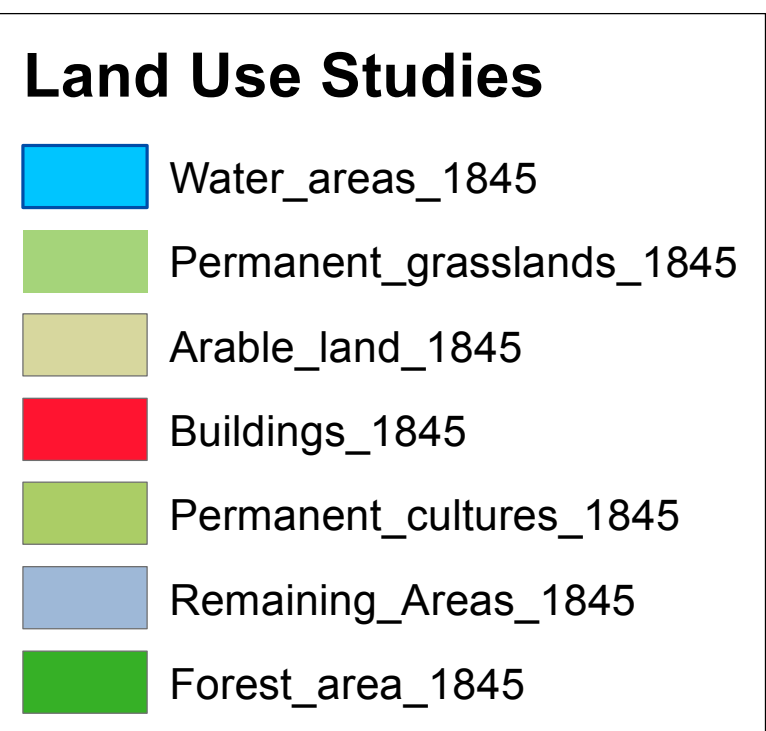 Land Use Studies
Water_areas_1845
Permanent_grasslands_1845
Arable_land_1845
Buildings_1845
Permanent_cultures_1845
Remaining_Areas_1845
Forest_area_1845